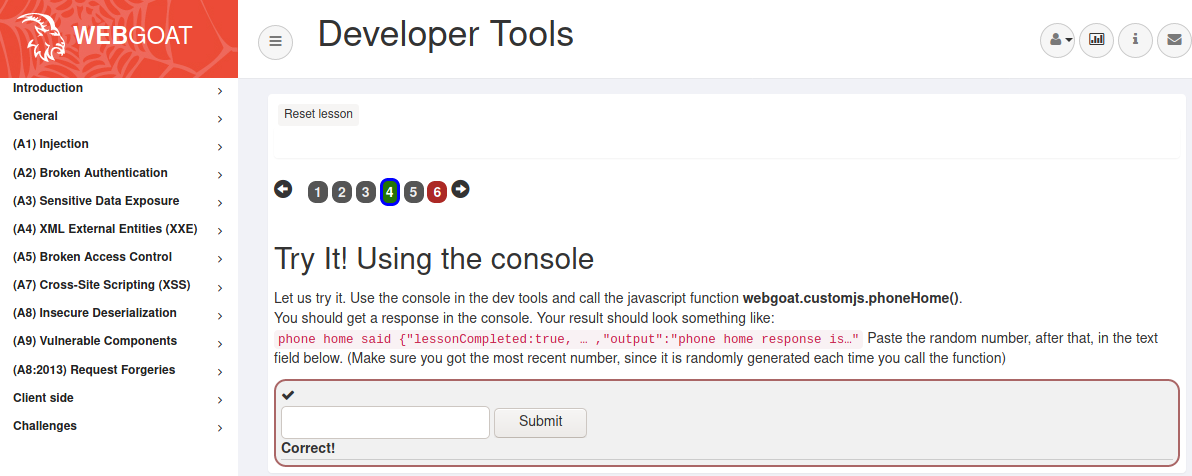 WEBGOAT
Developer Tools
Introduction
General
(A1) Injection
(A2) Broken Authentication
(A3) Sensitive Data Exposure
(A4) XML External Entities (XXE)
(A5) Broken Access Control
(A7) Cross-Site Scripting (XSS)
(A8) Insecure Deserialization
(A9) Vulnerable Components
(A8:2013) Request Forgeries
Client side
Challenges
Reset lesson
1 2 3 4 5 6
Try It! Using the console
Let us try it. Use the console in the dev tools and call the javascript function webgoat.customjs.phoneHome().
You should get a response in the console. Your result should look something like:
phone home said {"lessonCompleted:true, … ,"output":"phone home response is…" Paste the random number, after that, in the text
field below. (Make sure you got the most recent number, since it is randomly generated each time you call the function)
Submit
Correct!